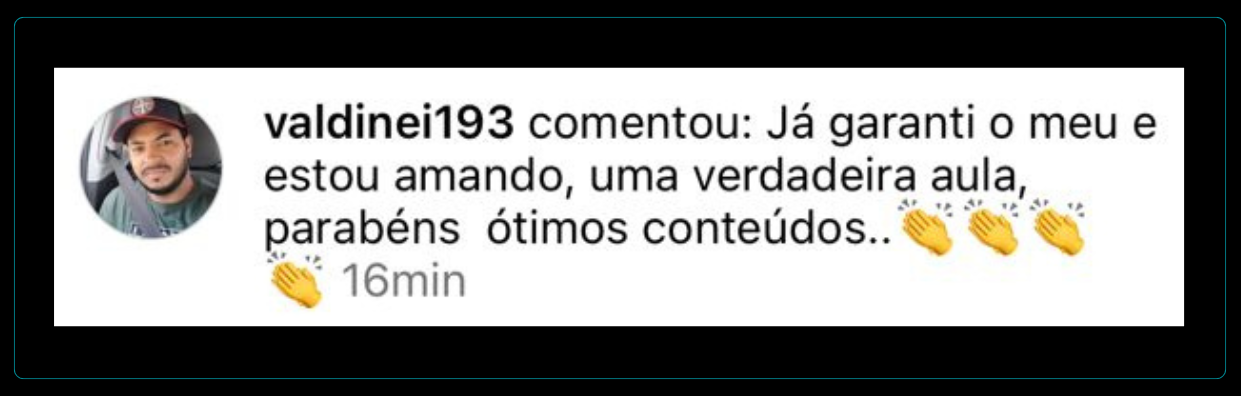 valdinei193 comentou: Já garanti o meu e
estou amando, uma verdadeira aula,
parabéns  ótimos conteúdos..👏👏👏
👏 16min